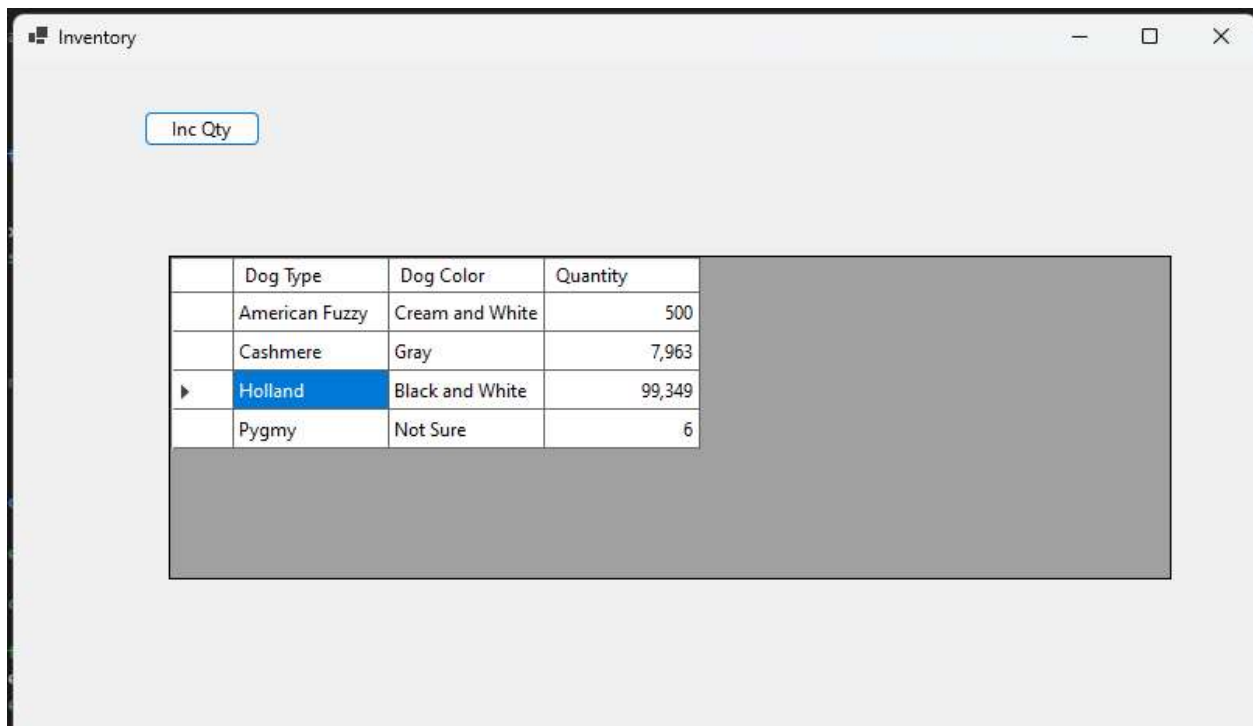 Inventory
Inc Qty
Dog Type Dog Color Quantity
American Fuzzy Cream and White 500
Cashmere Gray 7,963
Holland Black and White 99,349
Pygmy Not Sure 6